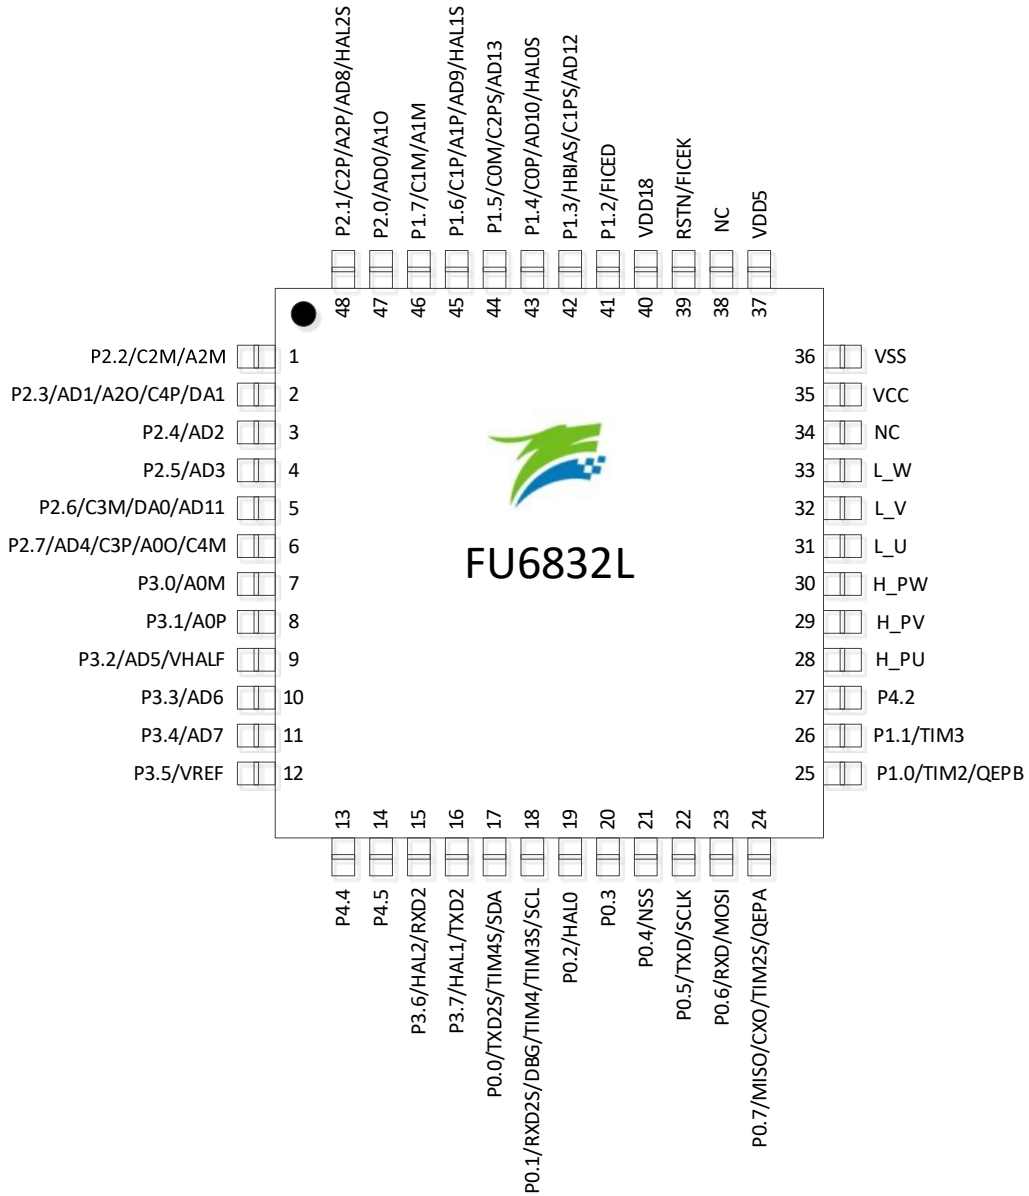 P2.1/C2P/A2P/AD8/HAL2S
P2.0/AD0/A1O
P1.7/C1M/A1M
P1.6/C1P/A1P/AD9/HAL1S
P1.5/C0M/C2PS/AD13
P1.4/C0P/AD10/HAL0S
P1.3/HBIAS/C1PS/AD12
P1.2/FICED
VDD18
RSTN/FICEK
NC
VDD5
48 47 46 45 44 43 42 41 40 39 38 37
P2.2/C2M/A2M 1
P2.3/AD1/A2O/C4P/DA1 2
P2.4/AD2 3
P2.5/AD3 4
P2.6/C3M/DA0/AD11 5
P2.7/AD4/C3P/A0O/C4M 6
P3.0/A0M 7
P3.1/A0P 8
P3.2/AD5/VHALF 9
P3.3/AD6 10
P3.4/AD7 11
P3.5/VREF 12
FU6832L
36 VSS
35 VCC
34 NC
33 L_W
32 L_V
31 L_U
30 H_PW
29 H_PV
28 H_PU
27 P4.2
26 P1.1/TIM3
25 P1.0/TIM2/QEPB
13 14 15 16 17 18 19 20 21 22 23 24
P4.4
P4.5
P3.6/HAL2/RXD2
P3.7/HAL1/TXD2
P0.0/TXD2S/TIM4S/SDA
P0.1/RXD2S/DBG/TIM4/TIM3S/SCL
P0.2/HAL0
P0.3
P0.4/NSS
P0.5/TXD/SCLK
P0.6/RXD/MOSI
P0.7/MISO/CXO/TIM2S/QEPA